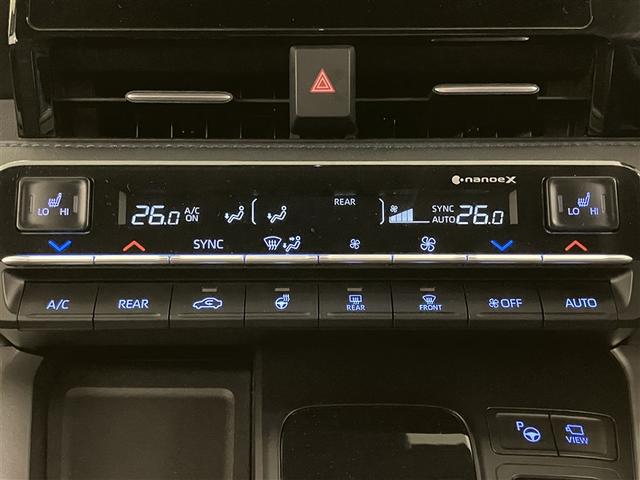 nanoeX
LO HI
26.0 A/C ON
REAR
SYNC AUTO 26.0
LO HI
SYNC
A/C
REAR
REAR
FRONT
OFF
AUTO
P
VIEW